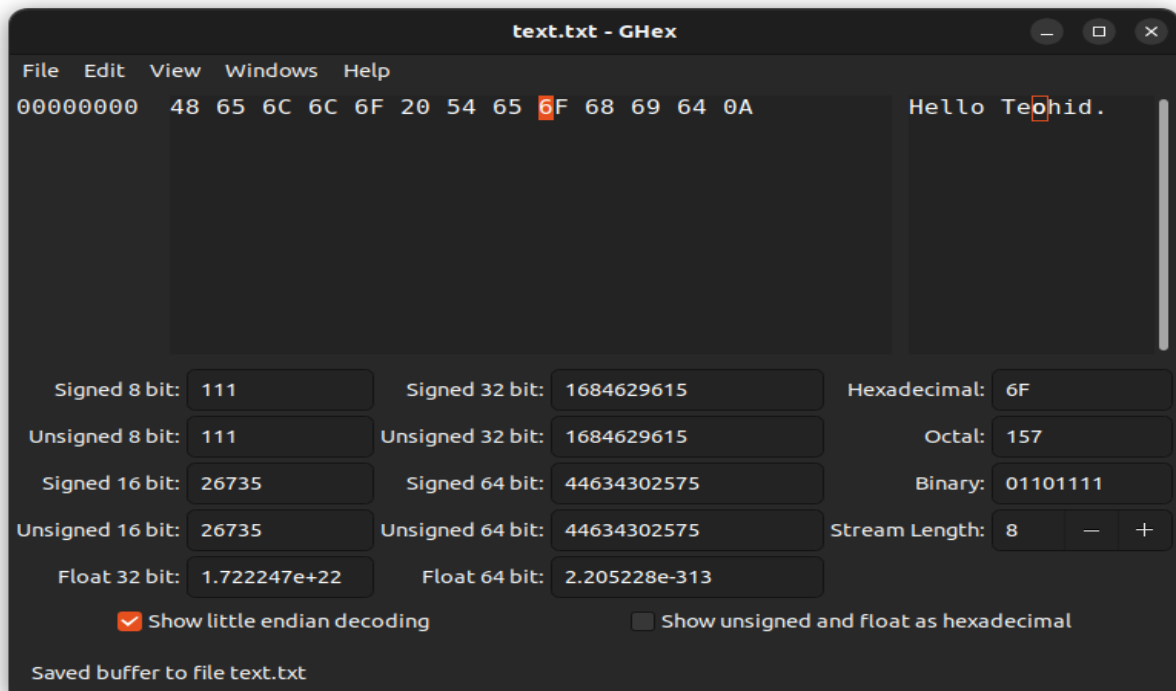 text.txt - GHex
File Edit View Windows Help
00000000 48 65 6C 6C 6F 20 54 65 6F 68 69 64 0A Hello Teohid.
Signed 8 bit: 111 Signed 32 bit: 1684629615 Hexadecimal: 6F
Unsigned 8 bit: 111 Unsigned 32 bit: 1684629615 Octal: 157
Signed 16 bit: 26735 Signed 64 bit: 44634302575 Binary: 01101111
Unsigned 16 bit: 26735 Unsigned 64 bit: 44634302575 Stream Length: 8 — +
Float 32 bit: 1.722247e+22 Float 64 bit: 2.205228e-313
Show little endian decoding Show unsigned and float as hexadecimal
Saved buffer to file text.txt